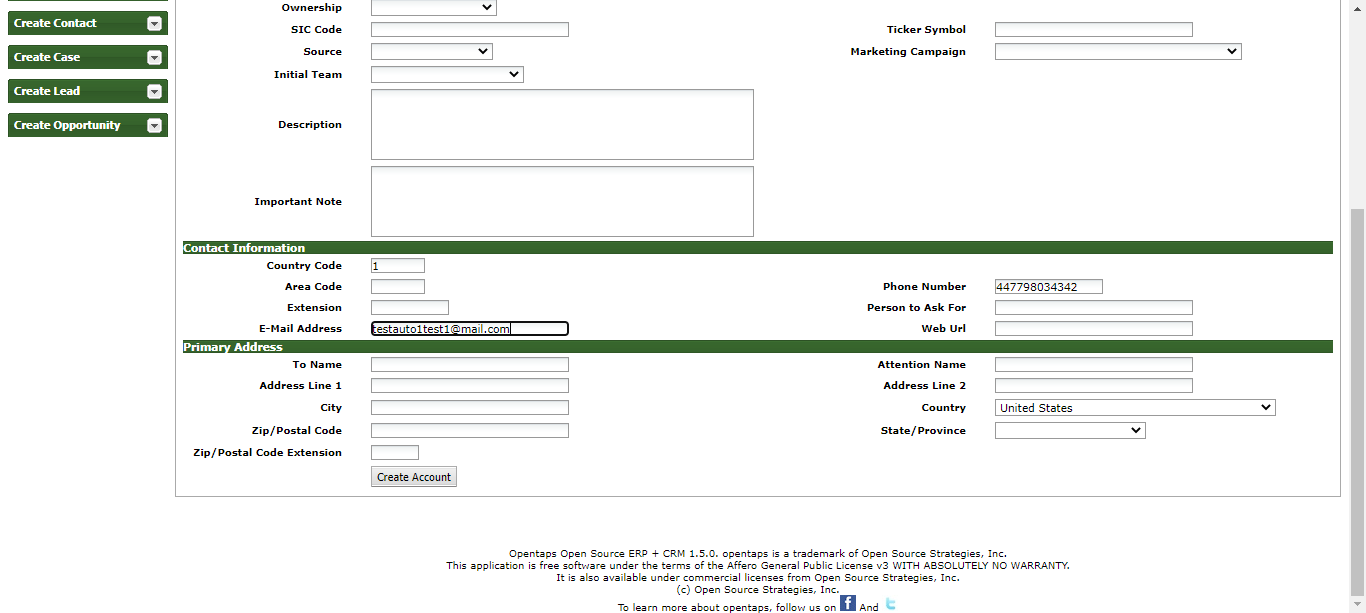 Ownership
Create Contact
SIC Code
Ticker Symbol
Source
Marketing Campaign
Create Case
Initial Team
Create Lead
Description
Create Opportunity
Important Note
Contact Information
Country Code 1
Area Code
Phone Number 447798034342
Extension
Person to Ask For
E-Mail Address testauto1test1@mail.com
Web Url
Primary Address
To Name
Attention Name
Address Line 1
Address Line 2
City
Country United States
Zip/Postal Code
State/Province
Zip/Postal Code Extension
Create Account
Opentaps Open Source ERP + CRM 1.5.0. opentaps is a trademark of Open Source Strategies, Inc.
This application is free software under the terms of the Affero General Public License v3 WITH ABSOLUTELY NO WARRANTY.
It is also available under commercial licenses from Open Source Strategies, Inc.
(c) Open Source Strategies, Inc.
To learn more about opentaps, follow us on f And t